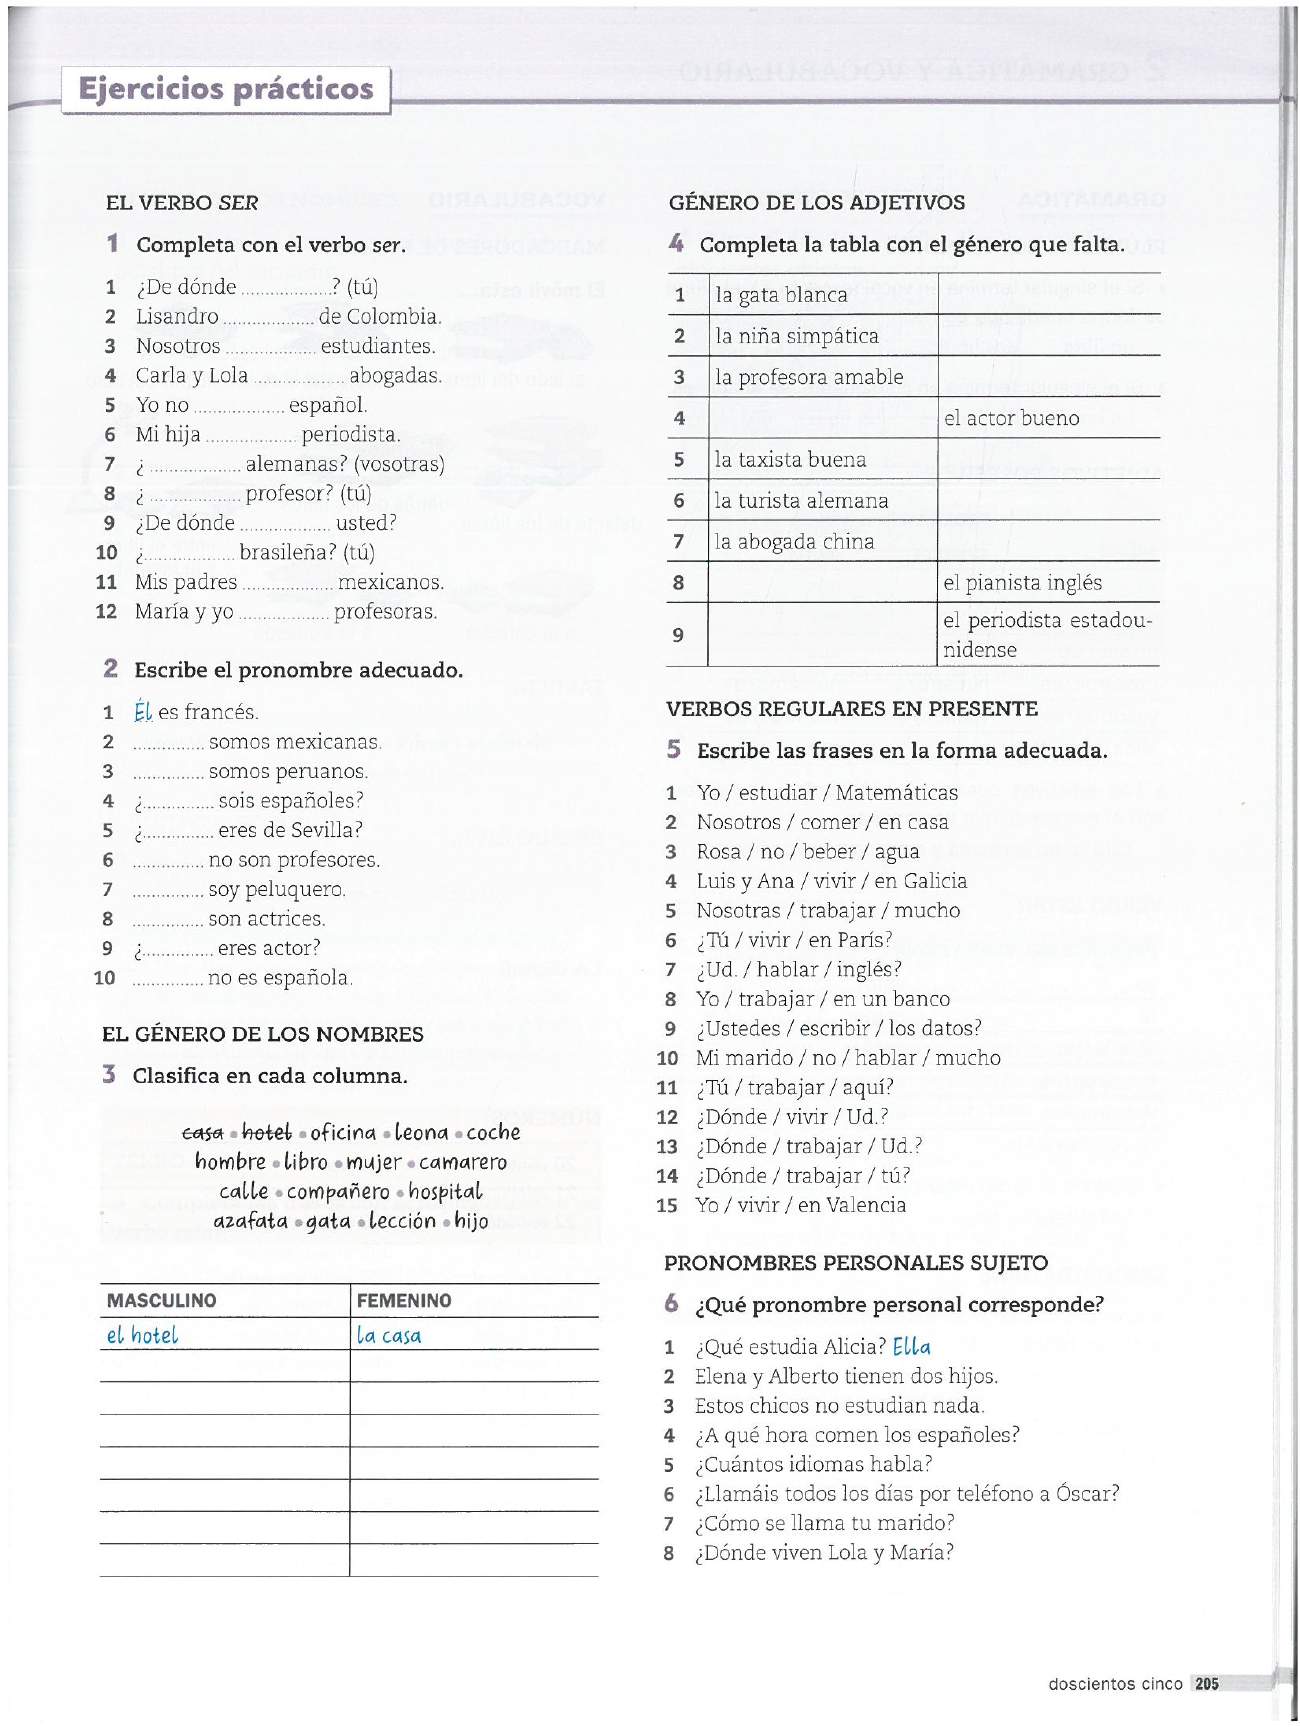 Ejercicios prácticos
EL VERBO SER
1 Completa con el verbo ser.
1 ¿De dónde ..................? (tú)
2 Lisandro .................. de Colombia.
3 Nosotros .................. estudiantes.
4 Carla y Lola .................. abogadas.
5 Yo no .................. español.
6 Mi hija .................. periodista.
7 ¿ .................. alemanas? (vosotras)
8 ¿ .................. profesor? (tú)
9 ¿De dónde .................. usted?
10 ¿.................. brasileña? (tú)
11 Mis padres .................. mexicanos.
12 María y yo .................. profesoras.
2 Escribe el pronombre adecuado.
1 Él es francés.
2 .............. somos mexicanas.
3 .............. somos peruanos.
4 ¿.............. sois españoles?
5 ¿.............. eres de Sevilla?
6 .............. no son profesores.
7 .............. soy peluquero.
8 .............. son actrices.
9 ¿.............. eres actor?
10 .............. no es española.
EL GÉNERO DE LOS NOMBRES
3 Clasifica en cada columna.
casa • hotel • oficina • leona • coche
hombre • libro • mujer • camarero
calle • compañero • hospital
azafata • gata • lección • hijo
MASCULINO FEMENINO
el hotel la casa
GÉNERO DE LOS ADJETIVOS
4 Completa la tabla con el género que falta.
1 la gata blanca
2 la niña simpática
3 la profesora amable
4 el actor bueno
5 la taxista buena
6 la turista alemana
7 la abogada china
8 el pianista inglés
9 el periodista estadou-
nidense
VERBOS REGULARES EN PRESENTE
5 Escribe las frases en la forma adecuada.
1 Yo / estudiar / Matemáticas
2 Nosotros / comer / en casa
3 Rosa / no / beber / agua
4 Luis y Ana / vivir / en Galicia
5 Nosotras / trabajar / mucho
6 ¿Tú / vivir / en París?
7 ¿Ud. / hablar / inglés?
8 Yo / trabajar / en un banco
9 ¿Ustedes / escribir / los datos?
10 Mi marido / no / hablar / mucho
11 ¿Tú / trabajar / aquí?
12 ¿Dónde / vivir / Ud.?
13 ¿Dónde / trabajar / Ud.?
14 ¿Dónde / trabajar / tú?
15 Yo / vivir / en Valencia
PRONOMBRES PERSONALES SUJETO
6 ¿Qué pronombre personal corresponde?
1 ¿Qué estudia Alicia? Ella
2 Elena y Alberto tienen dos hijos.
3 Estos chicos no estudian nada.
4 ¿A qué hora comen los españoles?
5 ¿Cuántos idiomas habla?
6 ¿Llamáis todos los días por teléfono a Óscar?
7 ¿Cómo se llama tu marido?
8 ¿Dónde viven Lola y María?
doscientos cinco 205